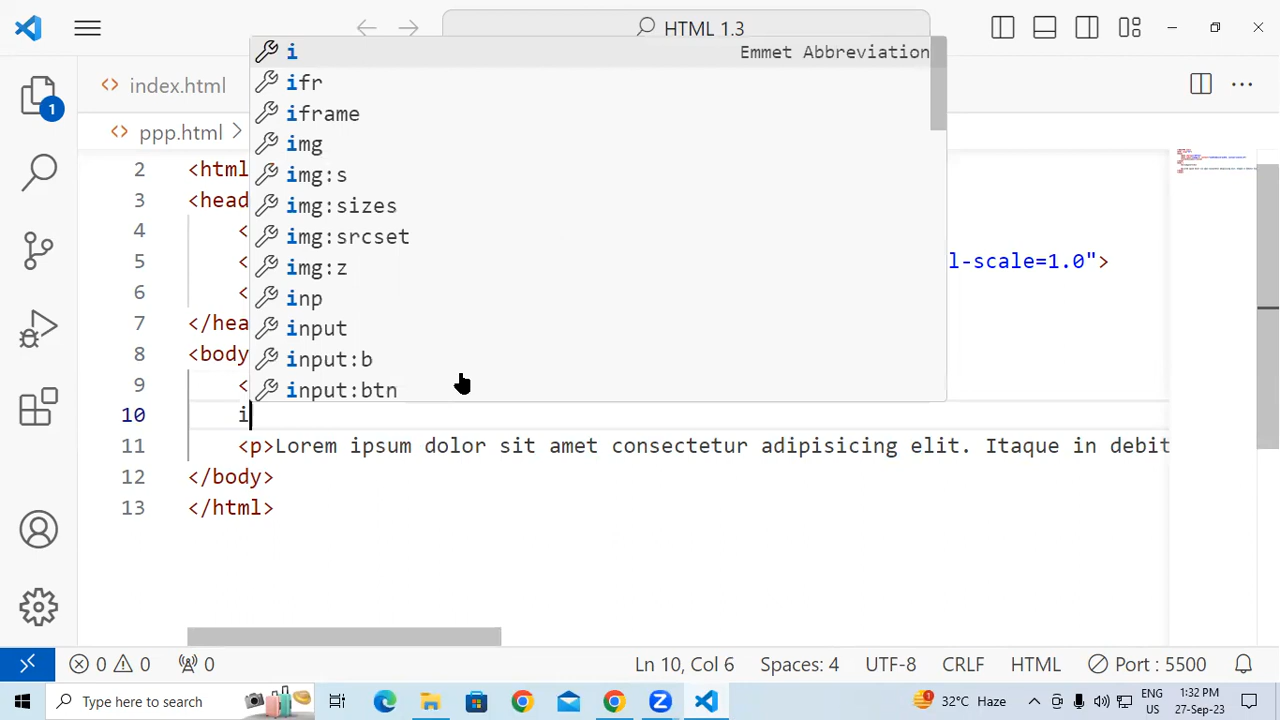 HTML 1.3
index.html
1
ppp.html
i Emmet Abbreviation
ifr
iframe
img
img:s
img:sizes
img:srcset
img:z
inp
input
input:b
input:btn
2 <html
3 <head
4 <
5 < l-scale=1.0">
6 <
7 </hea
8 <body
9 <
10 i
11 <p>Lorem ipsum dolor sit amet consectetur adipisicing elit. Itaque in debit
12 </body>
13 </html>
0 0 0 Ln 10, Col 6 Spaces: 4 UTF-8 CRLF HTML Port : 5500
Type here to search 32°C Haze ENG 1:32 PM
IN 27-Sep-23